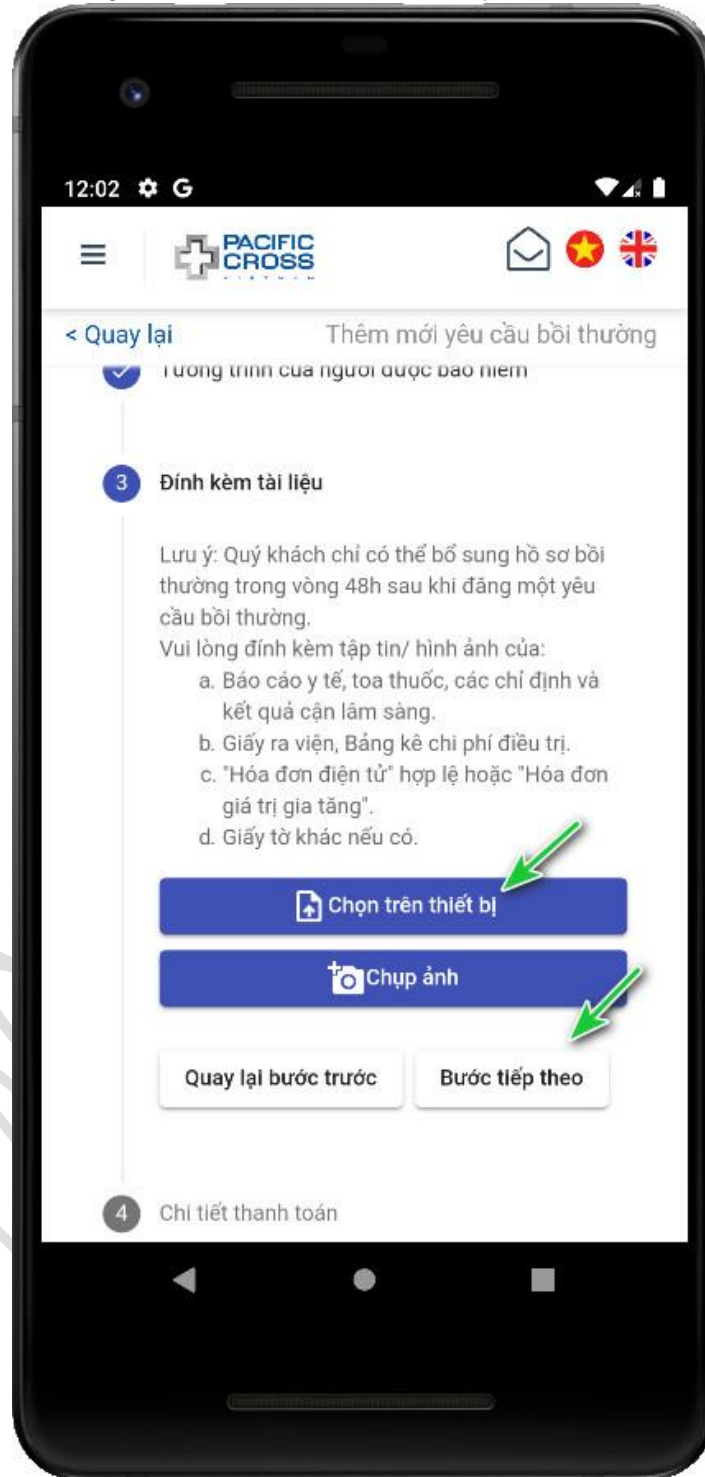 12:02 G
PACIFIC
CROSS
VIETNAM
< Quay lại Thêm mới yêu cầu bồi thường
Tường trình của người được bảo hiểm
3 Đính kèm tài liệu
Lưu ý: Quý khách chỉ có thể bổ sung hồ sơ bồi
thường trong vòng 48h sau khi đăng một yêu
cầu bồi thường.
Vui lòng đính kèm tập tin/ hình ảnh của:
a. Báo cáo y tế, toa thuốc, các chỉ định và
kết quả cận lâm sàng.
b. Giấy ra viện, Bảng kê chi phí điều trị.
c. "Hóa đơn điện tử" hợp lệ hoặc "Hóa đơn
giá trị gia tăng".
d. Giấy tờ khác nếu có.
Chọn trên thiết bị
Chụp ảnh
Quay lại bước trước Bước tiếp theo
4 Chi tiết thanh toán